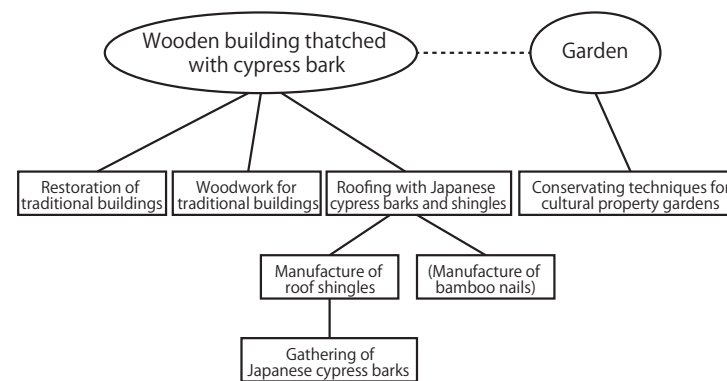 Wooden building thatched
with cypress bark
Garden
Restoration of
traditional buildings
Woodwork for
traditional buildings
Roofing with Japanese
cypress barks and shingles
Conservating techniques for
cultural property gardens
Manufacture of
roof shingles
(Manufacture of
bamboo nails)
Gathering of
Japanese cypress barks